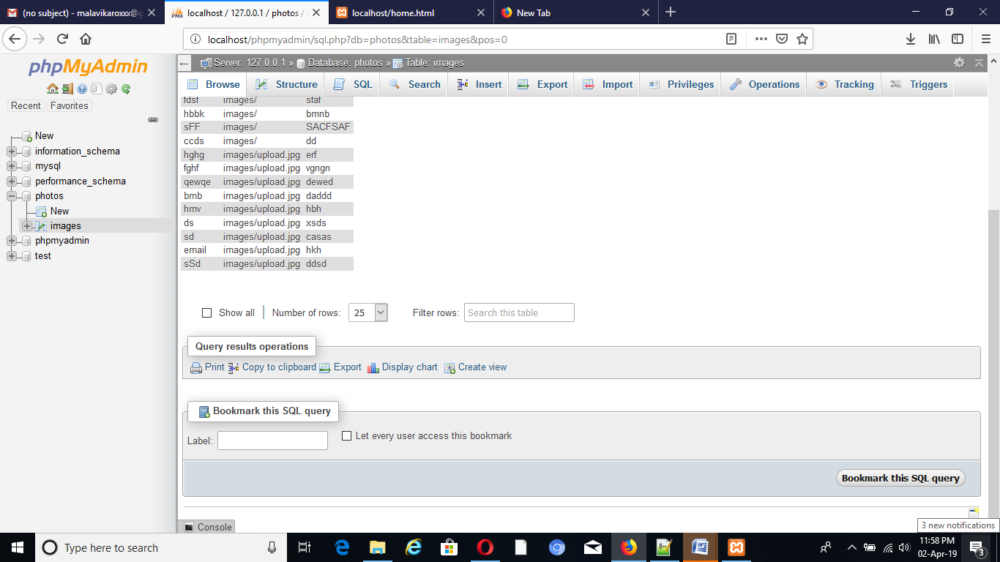 (no subject) - malavikaroxxx@g
localhost / 127.0.0.1 / photos /
localhost/home.html
New Tab
localhost/phpmyadmin/sql.php?db=photos&table=images&pos=0
phpMyAdmin
Recent Favorites
New
information_schema
mysql
performance_schema
photos
New
images
phpmyadmin
test
Server: 127.0.0.1 » Database: photos » Table: images
Browse Structure SQL Search Insert Export Import Privileges Operations Tracking Triggers
fdsf images/ sfaf
hbbk images/ bmnb
sFF images/ SACFSAF
ccds images/ dd
hghg images/upload.jpg erf
fghf images/upload.jpg vgngn
qewqe images/upload.jpg dewed
bmb images/upload.jpg daddd
hmv images/upload.jpg hbh
ds images/upload.jpg xsds
sd images/upload.jpg casas
email images/upload.jpg hkh
sSd images/upload.jpg ddsd
Show all Number of rows: 25 Filter rows: Search this table
Query results operations
Print Copy to clipboard Export Display chart Create view
Bookmark this SQL query
Label: Let every user access this bookmark
Bookmark this SQL query
Console
3 new notifications
Type here to search
11:58 PM
02-Apr-19
3